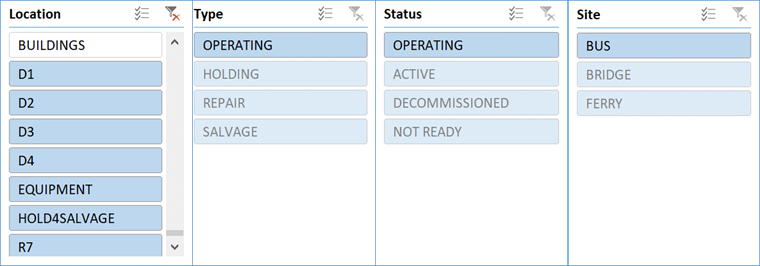 Location
BUILDINGS
D1
D2
D3
D4
EQUIPMENT
HOLD4SALVAGE
R7
Type
OPERATING
HOLDING
REPAIR
SALVAGE
Status
OPERATING
ACTIVE
DECOMMISSIONED
NOT READY
Site
BUS
BRIDGE
FERRY